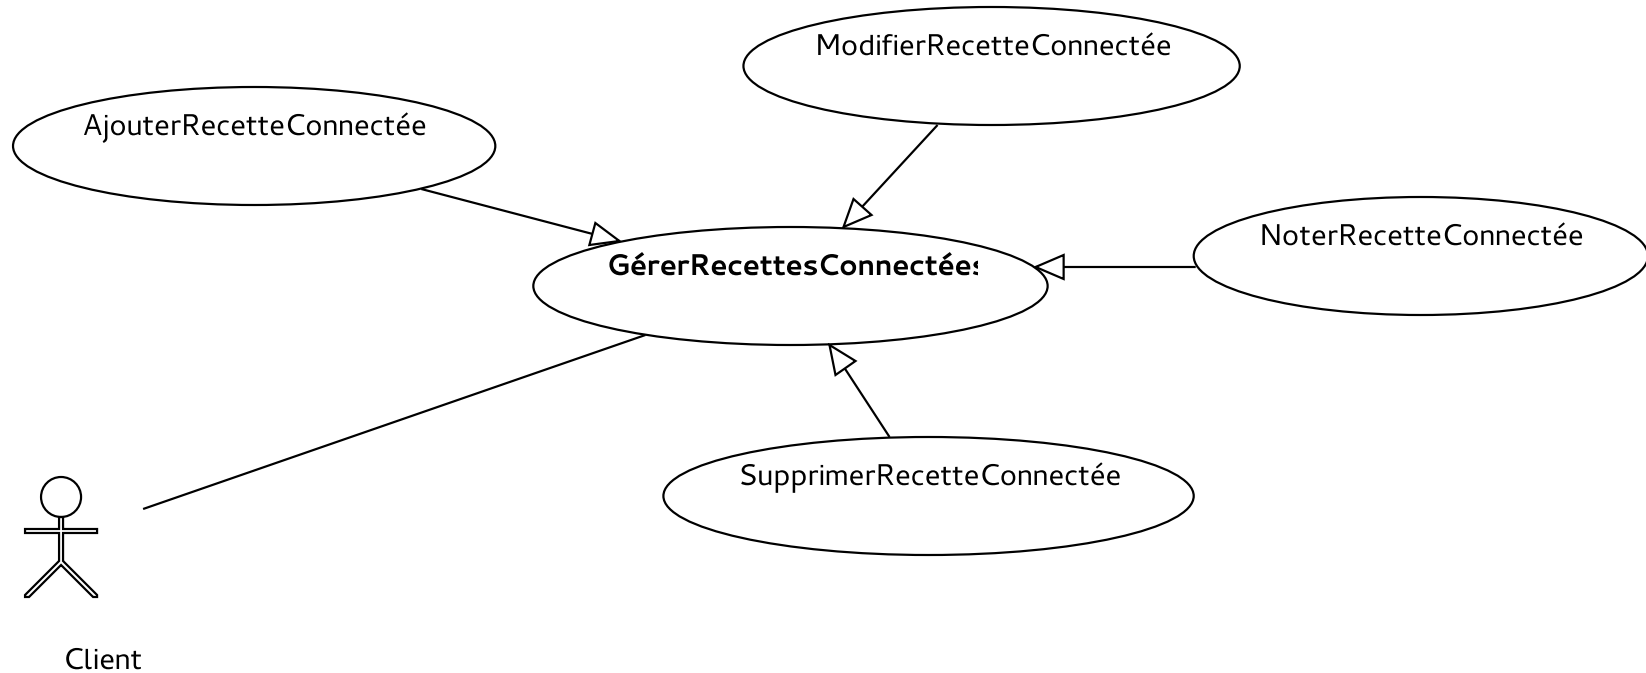 ModifierRecetteConnectée
AjouterRecetteConnectée
NoterRecetteConnectée
GérerRecettesConnectées
SupprimerRecetteConnectée
Client